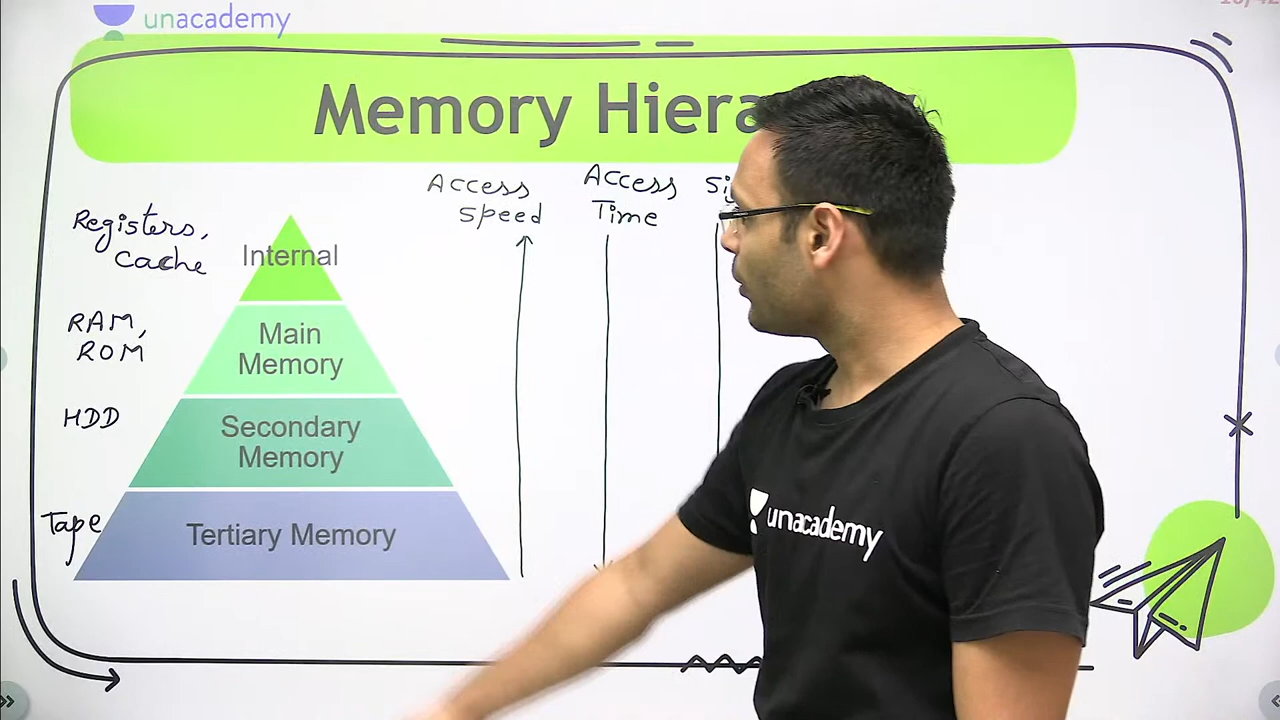 unacademy
Memory Hiera
Access
Speed
Access
Time
Registers,
Cache
Internal
RAM,
ROM
Main
Memory
HDD
Secondary
Memory
Tape
Tertiary Memory
unacademy